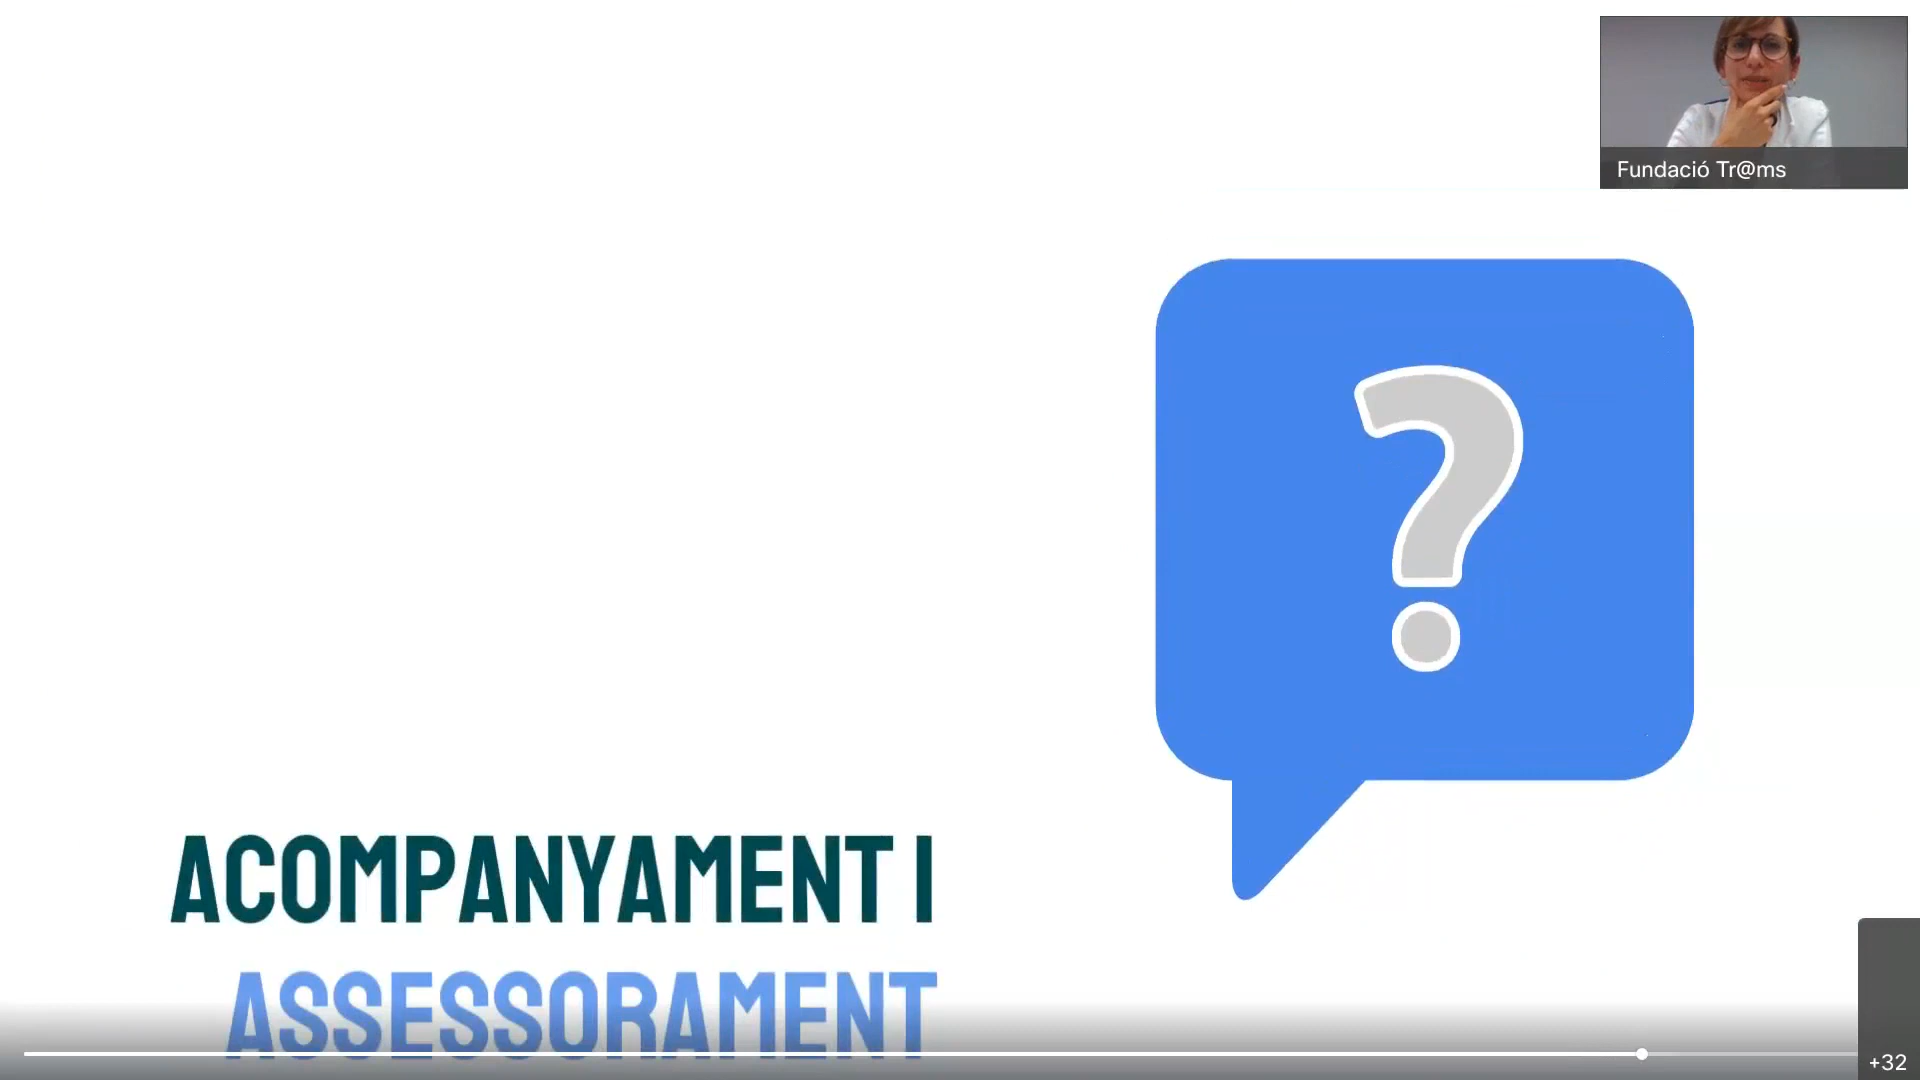 Fundació Tr@ms
?
ACOMPANYAMENT I
ASSESSORAMENT
+32